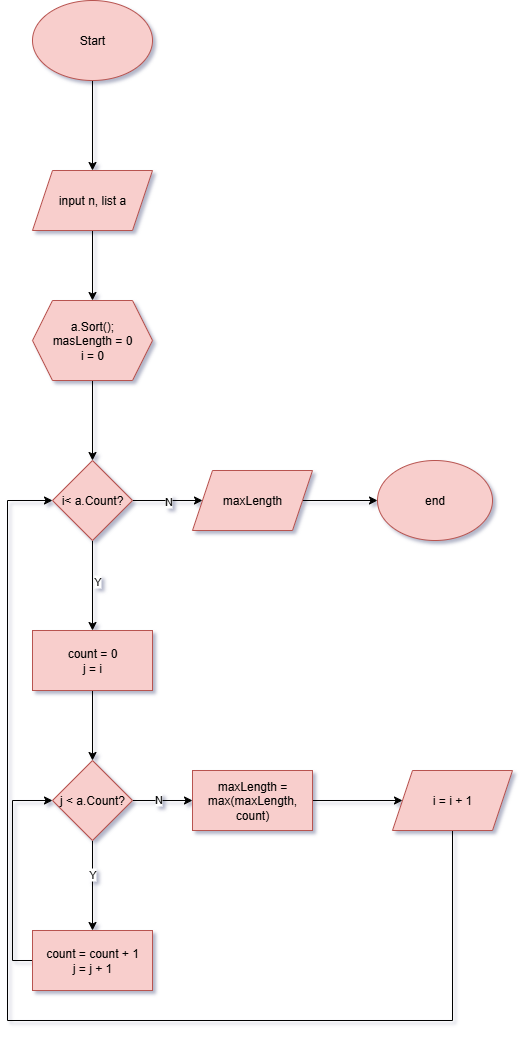 Start
input n, list a
a.Sort();
masLength = 0
i = 0
i< a.Count?
N
maxLength
end
Y
count = 0
j = i
j < a.Count?
N
maxLength =
max(maxLength,
count)
i = i + 1
Y
count = count + 1
j = j + 1